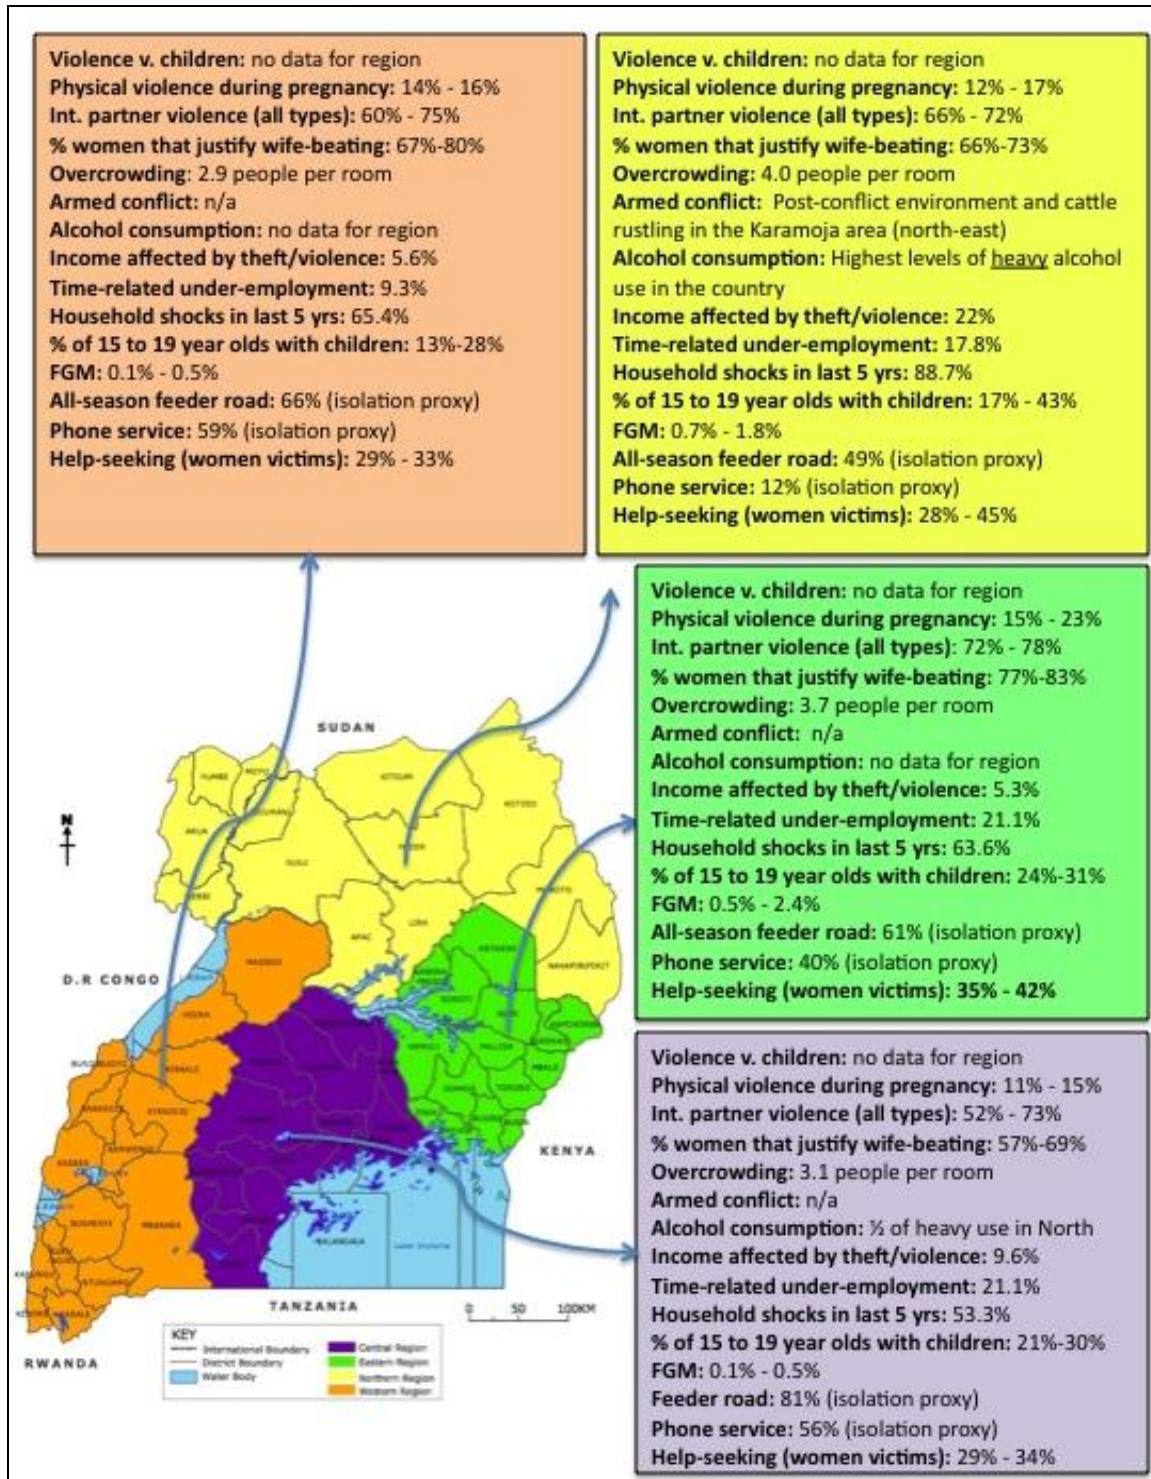 Violence v. children: no data for region
Physical violence during pregnancy: 14% - 16%
Int. partner violence (all types): 60% - 75%
% women that justify wife-beating: 67%-80%
Overcrowding: 2.9 people per room
Armed conflict: n/a
Alcohol consumption: no data for region
Income affected by theft/violence: 5.6%
Time-related under-employment: 9.3%
Household shocks in last 5 yrs: 65.4%
% of 15 to 19 year olds with children: 13%-28%
FGM: 0.1% - 0.5%
All-season feeder road: 66% (isolation proxy)
Phone service: 59% (isolation proxy)
Help-seeking (women victims): 29% - 33%
Violence v. children: no data for region
Physical violence during pregnancy: 12% - 17%
Int. partner violence (all types): 66% - 72%
% women that justify wife-beating: 66%-73%
Overcrowding: 4.0 people per room
Armed conflict: Post-conflict environment and cattle
rustling in the Karamoja area (north-east)
Alcohol consumption: Highest levels of heavy alcohol
use in the country
Income affected by theft/violence: 22%
Time-related under-employment: 17.8%
Household shocks in last 5 yrs: 88.7%
% of 15 to 19 year olds with children: 17% - 43%
FGM: 0.7% - 1.8%
All-season feeder road: 49% (isolation proxy)
Phone service: 12% (isolation proxy)
Help-seeking (women victims): 28% - 45%
Violence v. children: no data for region
Physical violence during pregnancy: 15% - 23%
Int. partner violence (all types): 72% - 78%
% women that justify wife-beating: 77%-83%
Overcrowding: 3.7 people per room
Armed conflict: n/a
Alcohol consumption: no data for region
Income affected by theft/violence: 5.3%
Time-related under-employment: 21.1%
Household shocks in last 5 yrs: 63.6%
% of 15 to 19 year olds with children: 24%-31%
FGM: 0.5% - 2.4%
All-season feeder road: 61% (isolation proxy)
Phone service: 40% (isolation proxy)
Help-seeking (women victims): 35% - 42%
Violence v. children: no data for region
Physical violence during pregnancy: 11% - 15%
Int. partner violence (all types): 52% - 73%
% women that justify wife-beating: 57%-69%
Overcrowding: 3.1 people per room
Armed conflict: n/a
Alcohol consumption: ½ of heavy use in North
Income affected by theft/violence: 9.6%
Time-related under-employment: 21.1%
Household shocks in last 5 yrs: 53.3%
% of 15 to 19 year olds with children: 21%-30%
FGM: 0.1% - 0.5%
Feeder road: 81% (isolation proxy)
Phone service: 56% (isolation proxy)
Help-seeking (women victims): 29% - 34%
SUDAN
N
YUMBE
MOYO
KITGUM
KOTIDO
ARUA
GULU
LIRA
APAC
D.R CONGO
KENYA
TANZANIA
0 50 100KM
RWANDA
KEY
International Boundary
District Boundary
Water Body
Central Region
Eastern Region
Northern Region
Western Region